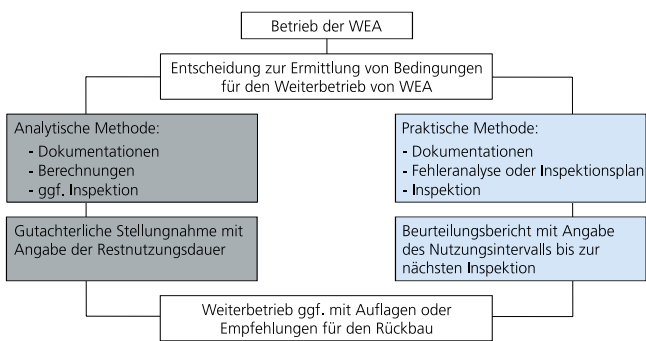 Betrieb der WEA
Entscheidung zur Ermittlung von Bedingungen
für den Weiterbetrieb von WEA
Analytische Methode:
- Dokumentationen
- Berechnungen
- ggf. Inspektion
Praktische Methode:
- Dokumentationen
- Fehleranalyse oder Inspektionsplan
- Inspektion
Gutachterliche Stellungnahme mit
Angabe der Restnutzungsdauer
Beurteilungsbericht mit Angabe
des Nutzungsintervalls bis zur
nächsten Inspektion
Weiterbetrieb ggf. mit Auflagen oder
Empfehlungen für den Rückbau